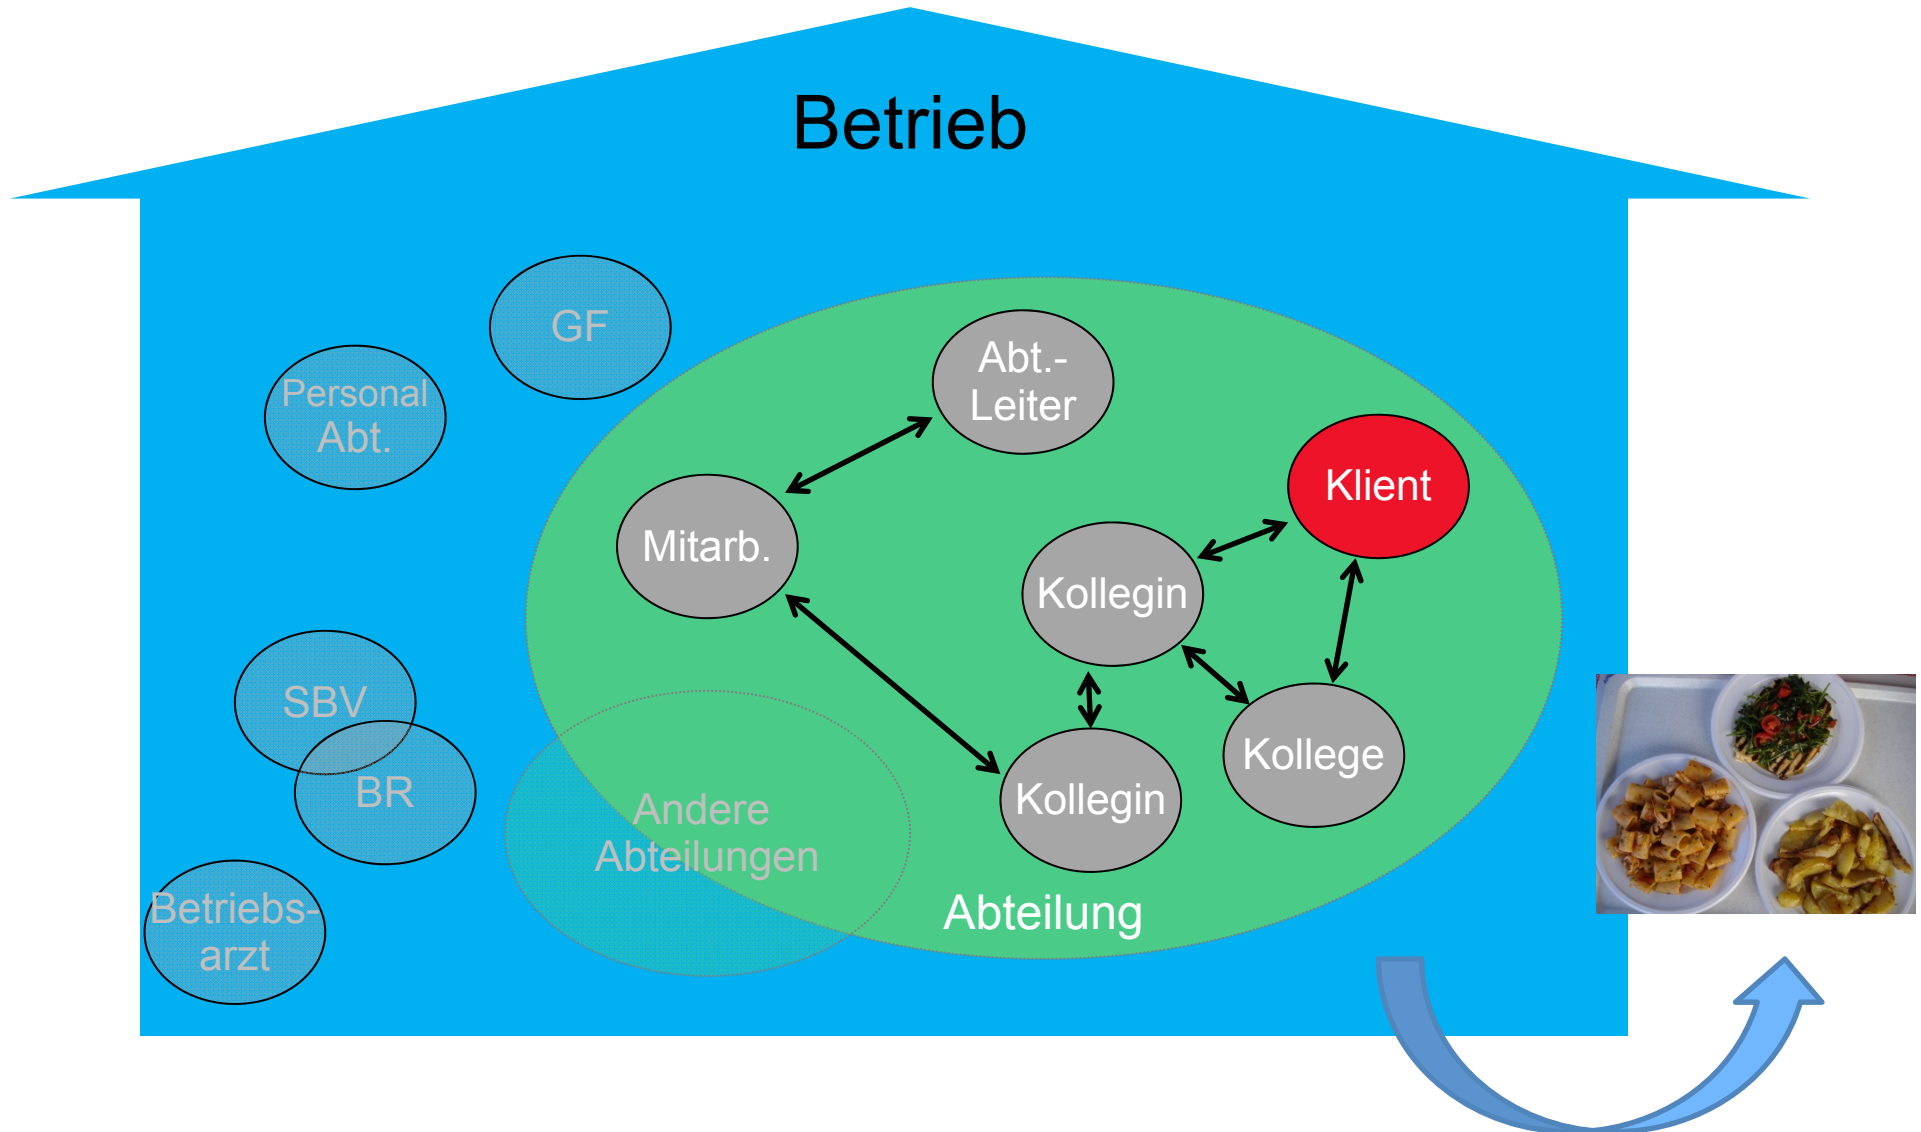 Betrieb
GF
Personal
Abt.
Abt.-
Leiter
Klient
Mitarb.
Kollegin
SBV
BR
Kollege
Kollegin
Andere
Abteilungen
Abteilung
Betriebs-
arzt